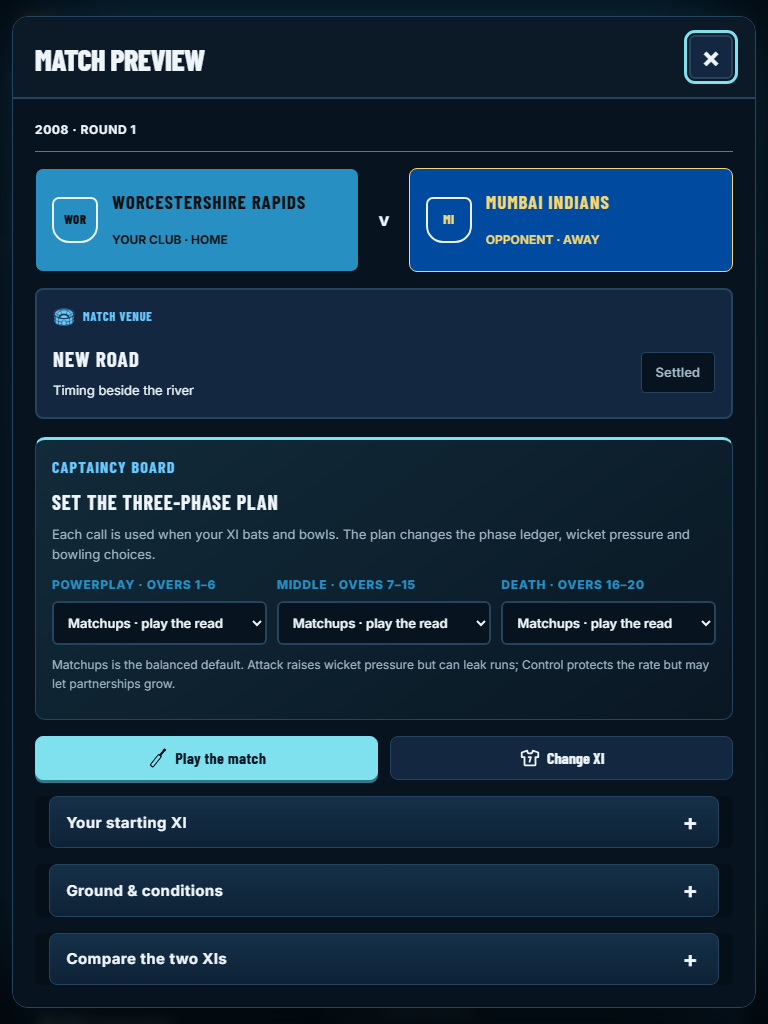 MATCH PREVIEW
×
2008 · ROUND 1
WOR
WORCESTERSHIRE RAPIDS
YOUR CLUB · HOME
v
MI
MUMBAI INDIANS
OPPONENT · AWAY
MATCH VENUE
NEW ROAD
Timing beside the river
Settled
CAPTAINCY BOARD
SET THE THREE-PHASE PLAN
Each call is used when your XI bats and bowls. The plan changes the phase ledger, wicket pressure and
bowling choices.
POWERPLAY · OVERS 1–6
MIDDLE · OVERS 7–15
DEATH · OVERS 16–20
Matchups · play the read
Matchups · play the read
Matchups · play the read
Matchups is the balanced default. Attack raises wicket pressure but can leak runs; Control protects the rate but may
let partnerships grow.
Play the match
7
Change XI
Your starting XI
+
Ground & conditions
+
Compare the two XIs
+